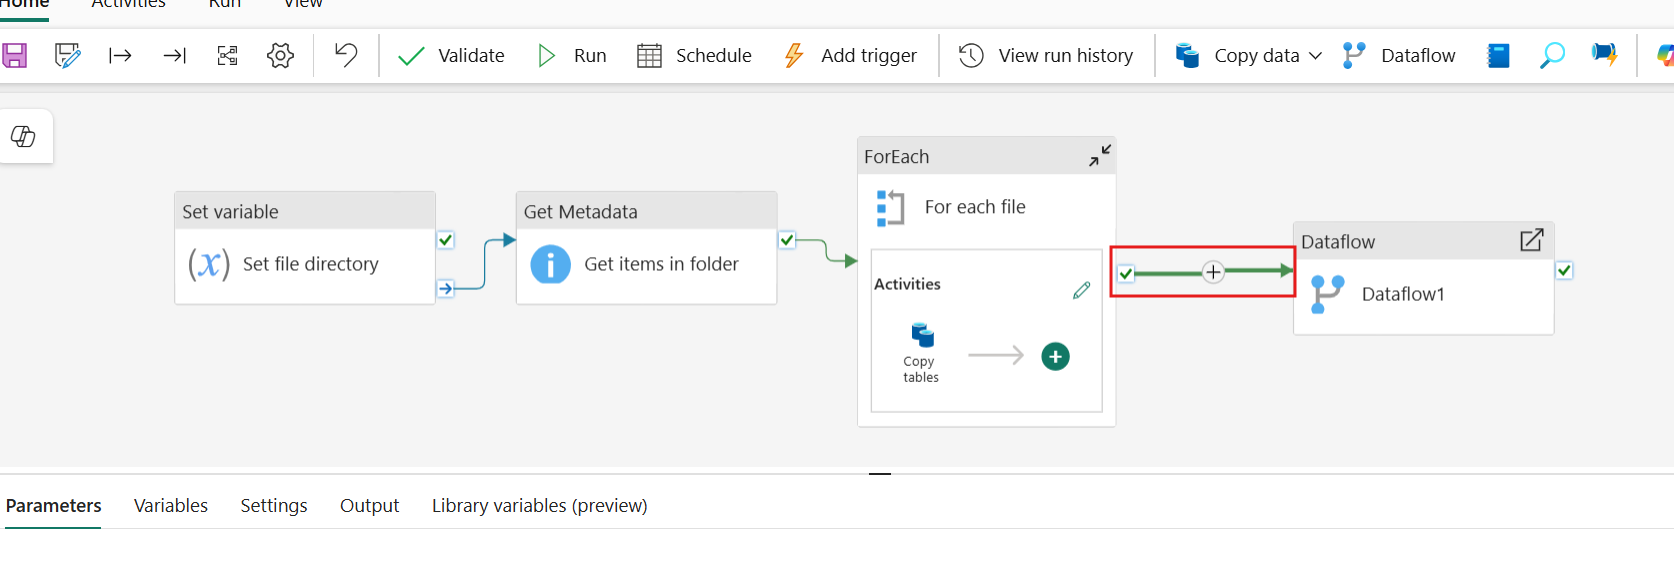 Home Activities Run View
Validate Run Schedule Add trigger View run history Copy data Dataflow
ForEach
For each file
Set variable
Set file directory
Get Metadata
Get items in folder
Activities
Copy
tables
Dataflow
Dataflow1
Parameters Variables Settings Output Library variables (preview)